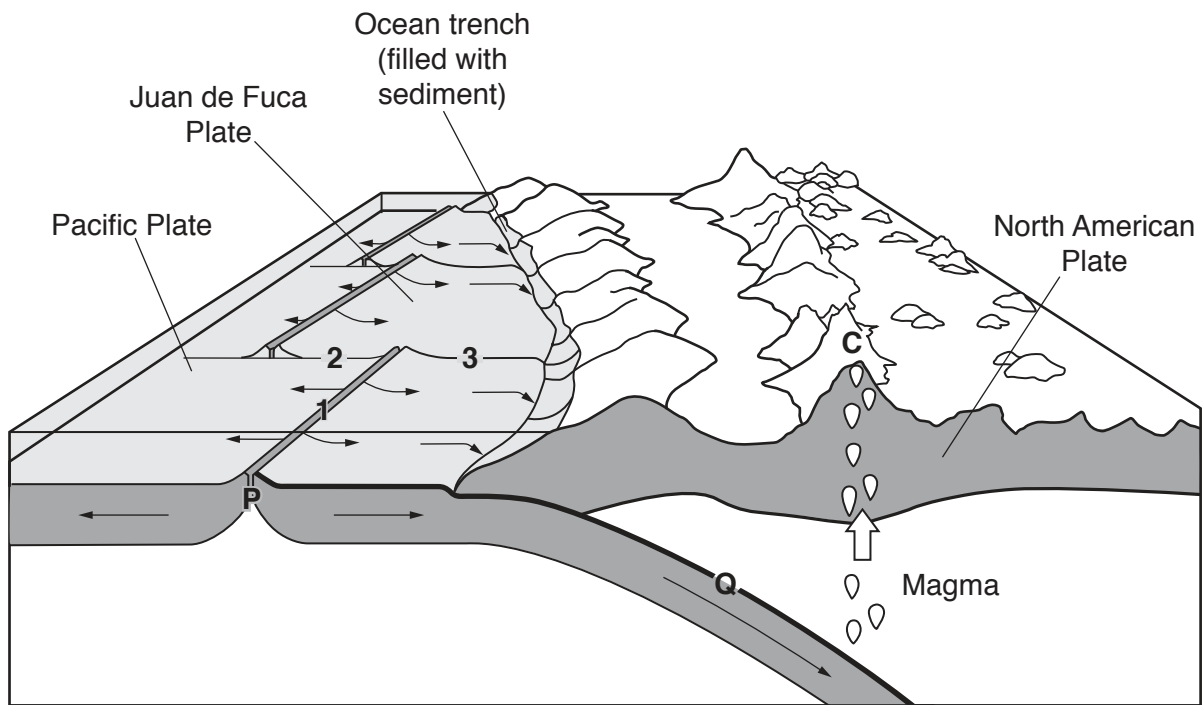 Ocean trench
(filled with
sediment)
Juan de Fuca
Plate
Pacific Plate
North American
Plate
C
2
3
1
P
Q
Magma